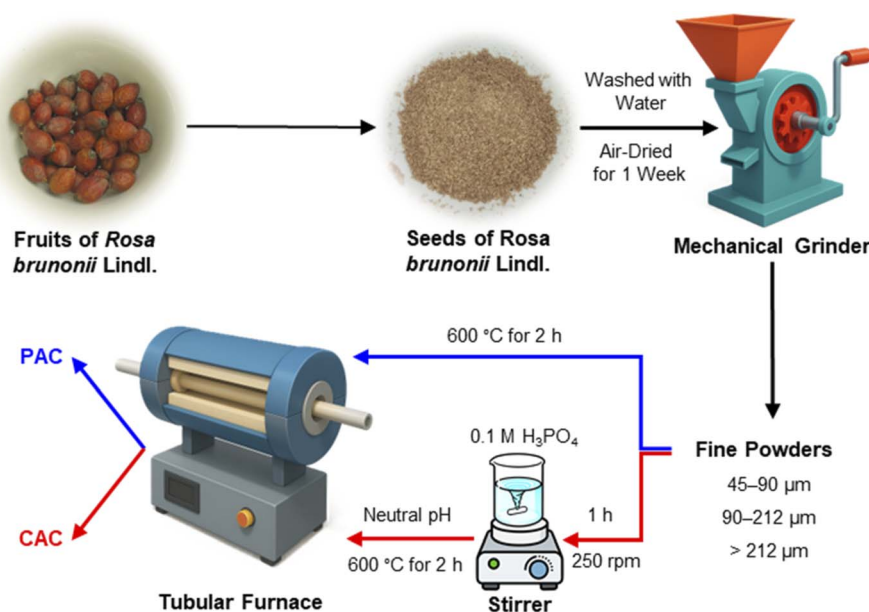 Washed with
Water
Air-Dried
for 1 Week
Fruits of Rosa
brunonii Lindl.
Seeds of Rosa
brunonii Lindl.
Mechanical Grinder
600 °C for 2 h
PAC
CAC
0.1 M H₃PO₄
Fine Powders
45–90 µm
90–212 µm
> 212 µm
Neutral pH
600 °C for 2 h
1 h
250 rpm
Tubular Furnace
Stirrer